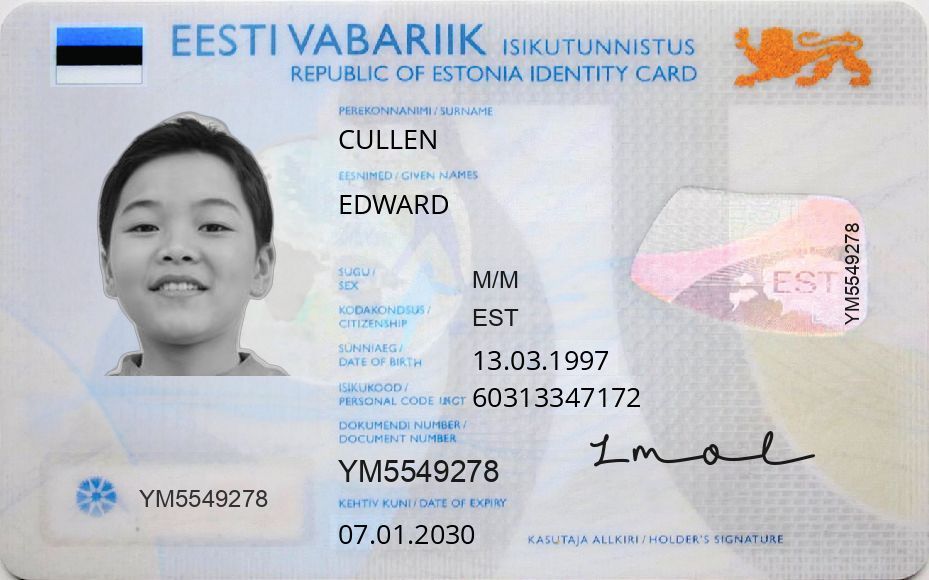 EESTI VABARIIK ISIKUTUNNISTUS
REPUBLIC OF ESTONIA IDENTITY CARD
PEREKONNANIMI / SURNAME
CULLEN
EESNIMED / GIVEN NAMES
EDWARD
SUGU /
SEX
M/M
KODAKONDSUS /
CITIZENSHIP
EST
SÜNNIAEG /
DATE OF BIRTH
13.03.1997
ISIKUKOOD /
PERSONAL CODE
60313347172
DOKUMENDI NUMBER /
DOCUMENT NUMBER
YM5549278
KEHTIV KUNI / DATE OF EXPIRY
07.01.2030
YM5549278
EST
YM5549278
KASUTAJA ALLKIRI / HOLDER'S SIGNATURE